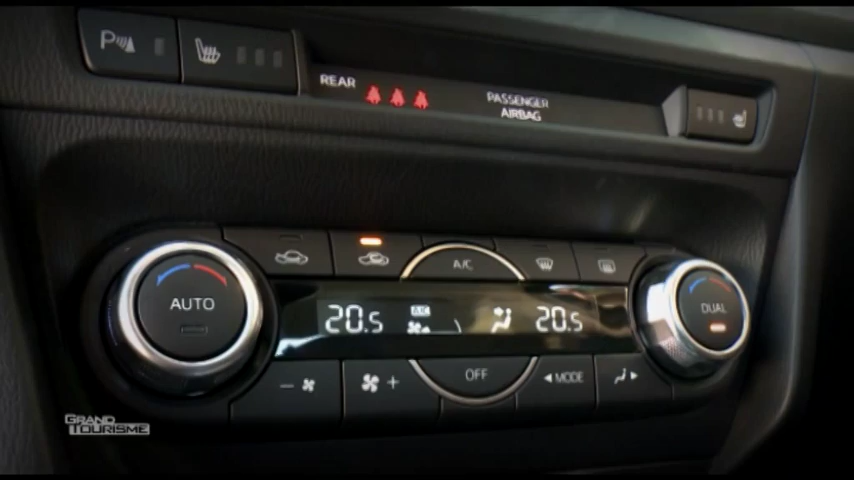 P
REAR
PASSENGER
AIRBAG
A/C
AUTO
DUAL
20.5
A/C
20.5
-
+
OFF
◄ MODE
►
GRAND
TOURISME